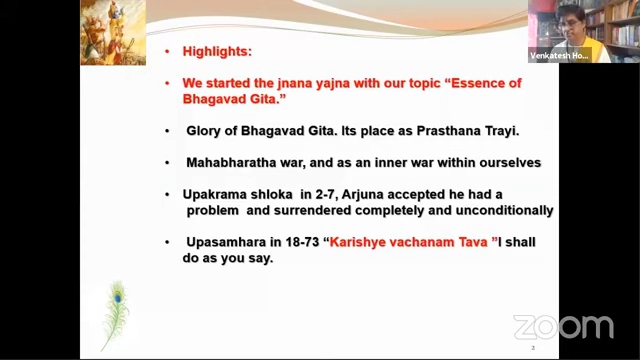 Highlights:
We started the jnana yajna with our topic “Essence of
Bhagavad Gita.”
Glory of Bhagavad Gita. Its place as Prasthana Trayi.
Mahabharatha war, and as an inner war within ourselves
Upakrama shloka in 2-7, Arjuna accepted he had a
problem and surrendered completely and unconditionally
Upasamhara in 18-73 “Karishye vachanam Tava ”I shall
do as you say.
Venkatesh Ho...
zoom
2